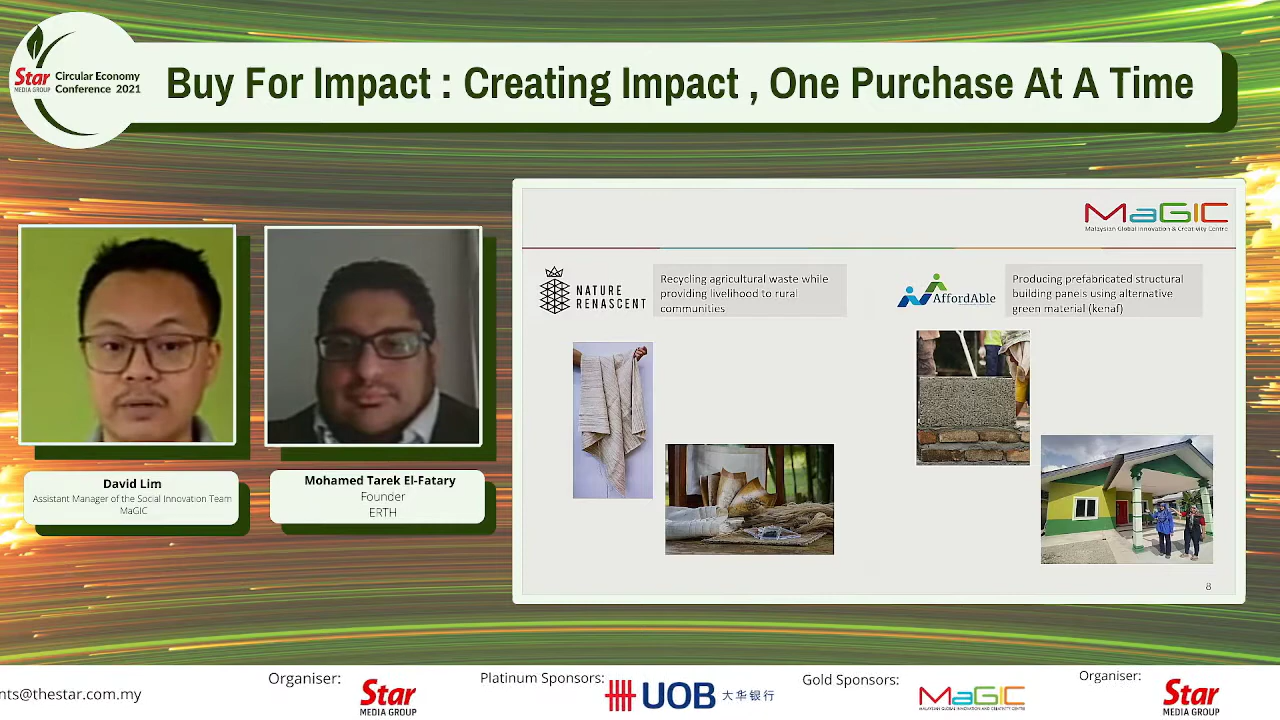 Star
MEDIA GROUP
Circular Economy
Conference 2021
Buy For Impact : Creating Impact , One Purchase At A Time
MaGIC
Malaysian Global Innovation & Creativity Centre
NATURE
RENASCENT
Recycling agricultural waste while
providing livelihood to rural
communities
AffordAble
Producing prefabricated structural
building panels using alternative
green material (kenaf)
8
David Lim
Assistant Manager of the Social Innovation Team
MaGIC
Mohamed Tarek El-Fatary
Founder
ERTH
nts@thestar.com.my
Organiser:
Star
MEDIA GROUP
Platinum Sponsors:
UOB 大华银行
Gold Sponsors:
MaGIC
MALAYSIAN GLOBAL INNOVATION AND CREATIVITY CENTRE
Organiser:
Star
MEDIA GROUP